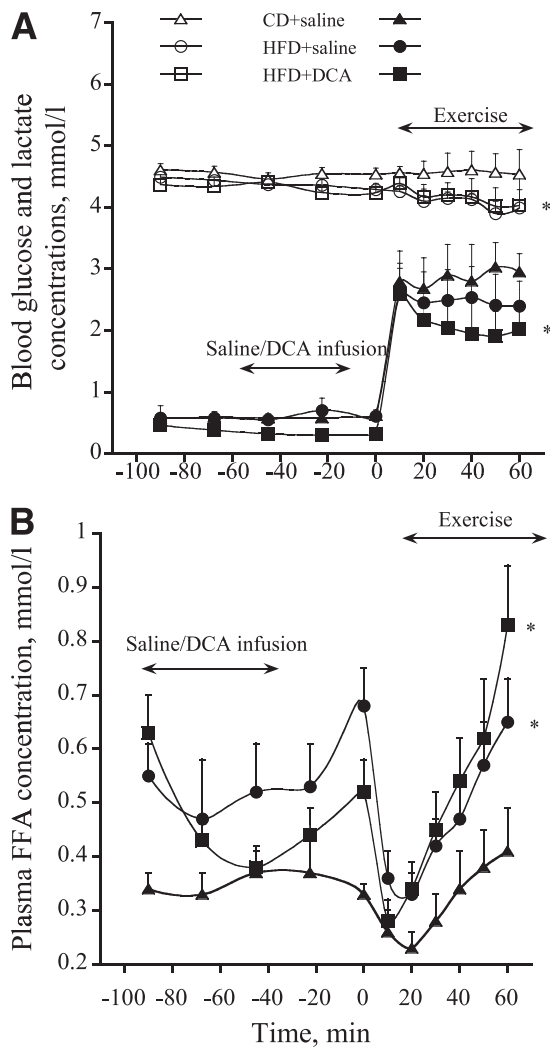 A
7
CD+saline
HFD+saline
6
HFD+DCA
Exercise
5
4
*
3
2
*
Saline/DCA infusion
1
0
Blood glucose and lactate
concentrations, mmol/l
-100 -80 -60 -40 -20 0 20 40 60
B
1
Exercise
0.9
0.8
*
Saline/DCA infusion
0.7
*
0.6
0.5
0.4
0.3
0.2
Plasma FFA concentration, mmol/l
-100 -80 -60 -40 -20 0 20 40 60
Time, min